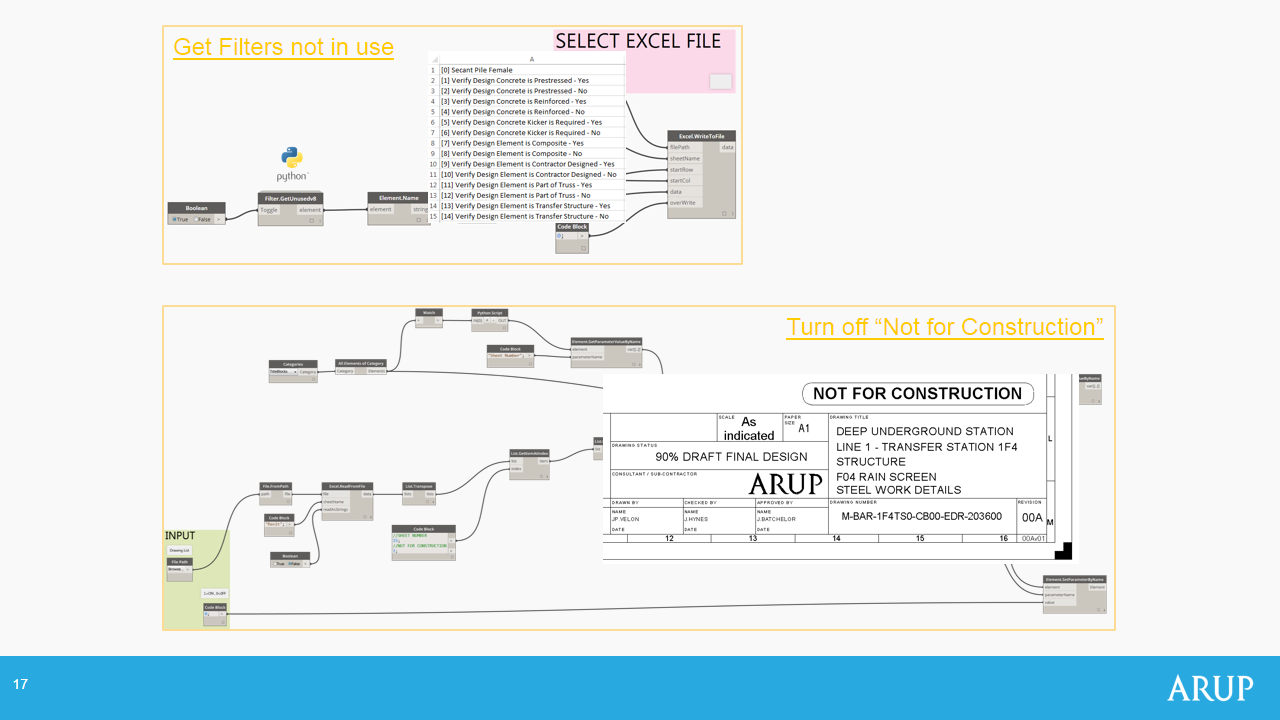 Get Filters not in use
SELECT EXCEL FILE
A
1 [0] Secant Pile Female
2 [1] Verify Design Concrete is Prestressed - Yes
3 [2] Verify Design Concrete is Prestressed - No
4 [3] Verify Design Concrete is Reinforced - Yes
5 [4] Verify Design Concrete is Reinforced - No
6 [5] Verify Design Concrete Kicker is Required - Yes
7 [6] Verify Design Concrete Kicker is Required - No
8 [7] Verify Design Element is Composite - Yes
9 [8] Verify Design Element is Composite - No
10 [9] Verify Design Element is Contractor Designed - Yes
11 [10] Verify Design Element is Contractor Designed - No
12 [11] Verify Design Element is Part of Truss - Yes
13 [12] Verify Design Element is Part of Truss - No
14 [13] Verify Design Element is Transfer Structure - Yes
15 [14] Verify Design Element is Transfer Structure - No
python
Boolean
True False >
Filter.GetUnusedv8
Toggle element
Element.Name
element string
Excel.WriteToFile
filePath data
sheetName
startRow
startCol
data
overWrite
Code Block
0; >
Turn off “Not for Construction”
Watch
Python Script
Code Block
"Sheet Number";
Element.GetParameterValueByName
element var[]..[]
parameterName
Categories
TitleBlocks Category
All Elements of Category
Category Elements
List.GetItemAtIndex
list item
index
File.FromPath
path file
Excel.ReadFromFile
file data
sheetName
readAsStrings
List.Transpose
lists lists
Code Block
Code Block
//SHEET NUMBER
//NOT FOR CONSTRUCTION
Boolean
True False >
INPUT
Drawing List
File Path
Browse... >
Code Block
NOT FOR CONSTRUCTION
SCALE
As
indicated
PAPER
SIZE
A1
DRAWING TITLE
DEEP UNDERGROUND STATION
LINE 1 - TRANSFER STATION 1F4
STRUCTURE
F04 RAIN SCREEN
STEEL WORK DETAILS
DRAWING STATUS
90% DRAFT FINAL DESIGN
CONSULTANT / SUB-CONTRACTOR
ARUP
DRAWN BY CHECKED BY APPROVED BY
NAME NAME NAME
JP.VELON J.HYNES J.BATCHELOR
DATE DATE DATE
DRAWING NUMBER REVISION
M-BAR-1F4TS0-CB00-EDR-305300 00A
12 13 14 15 16 00Av01
L
M
Element.SetParameterByName
element Element
parameterName
value
17
ARUP